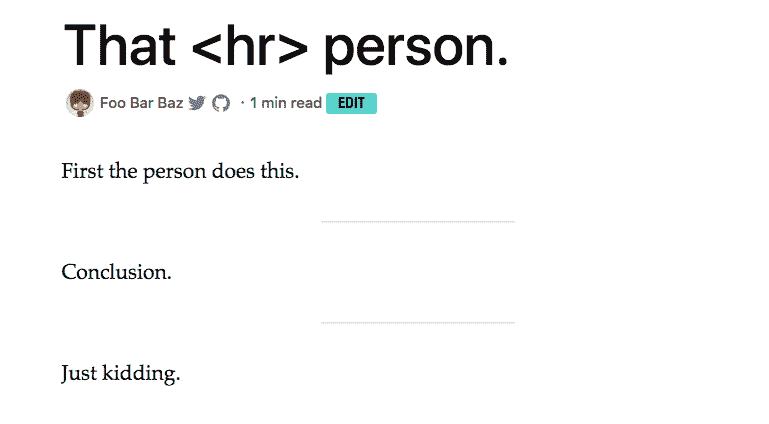 That <hr> person.
Foo Bar Baz · 1 min read EDIT
First the person does this.
Conclusion.
Just kidding.